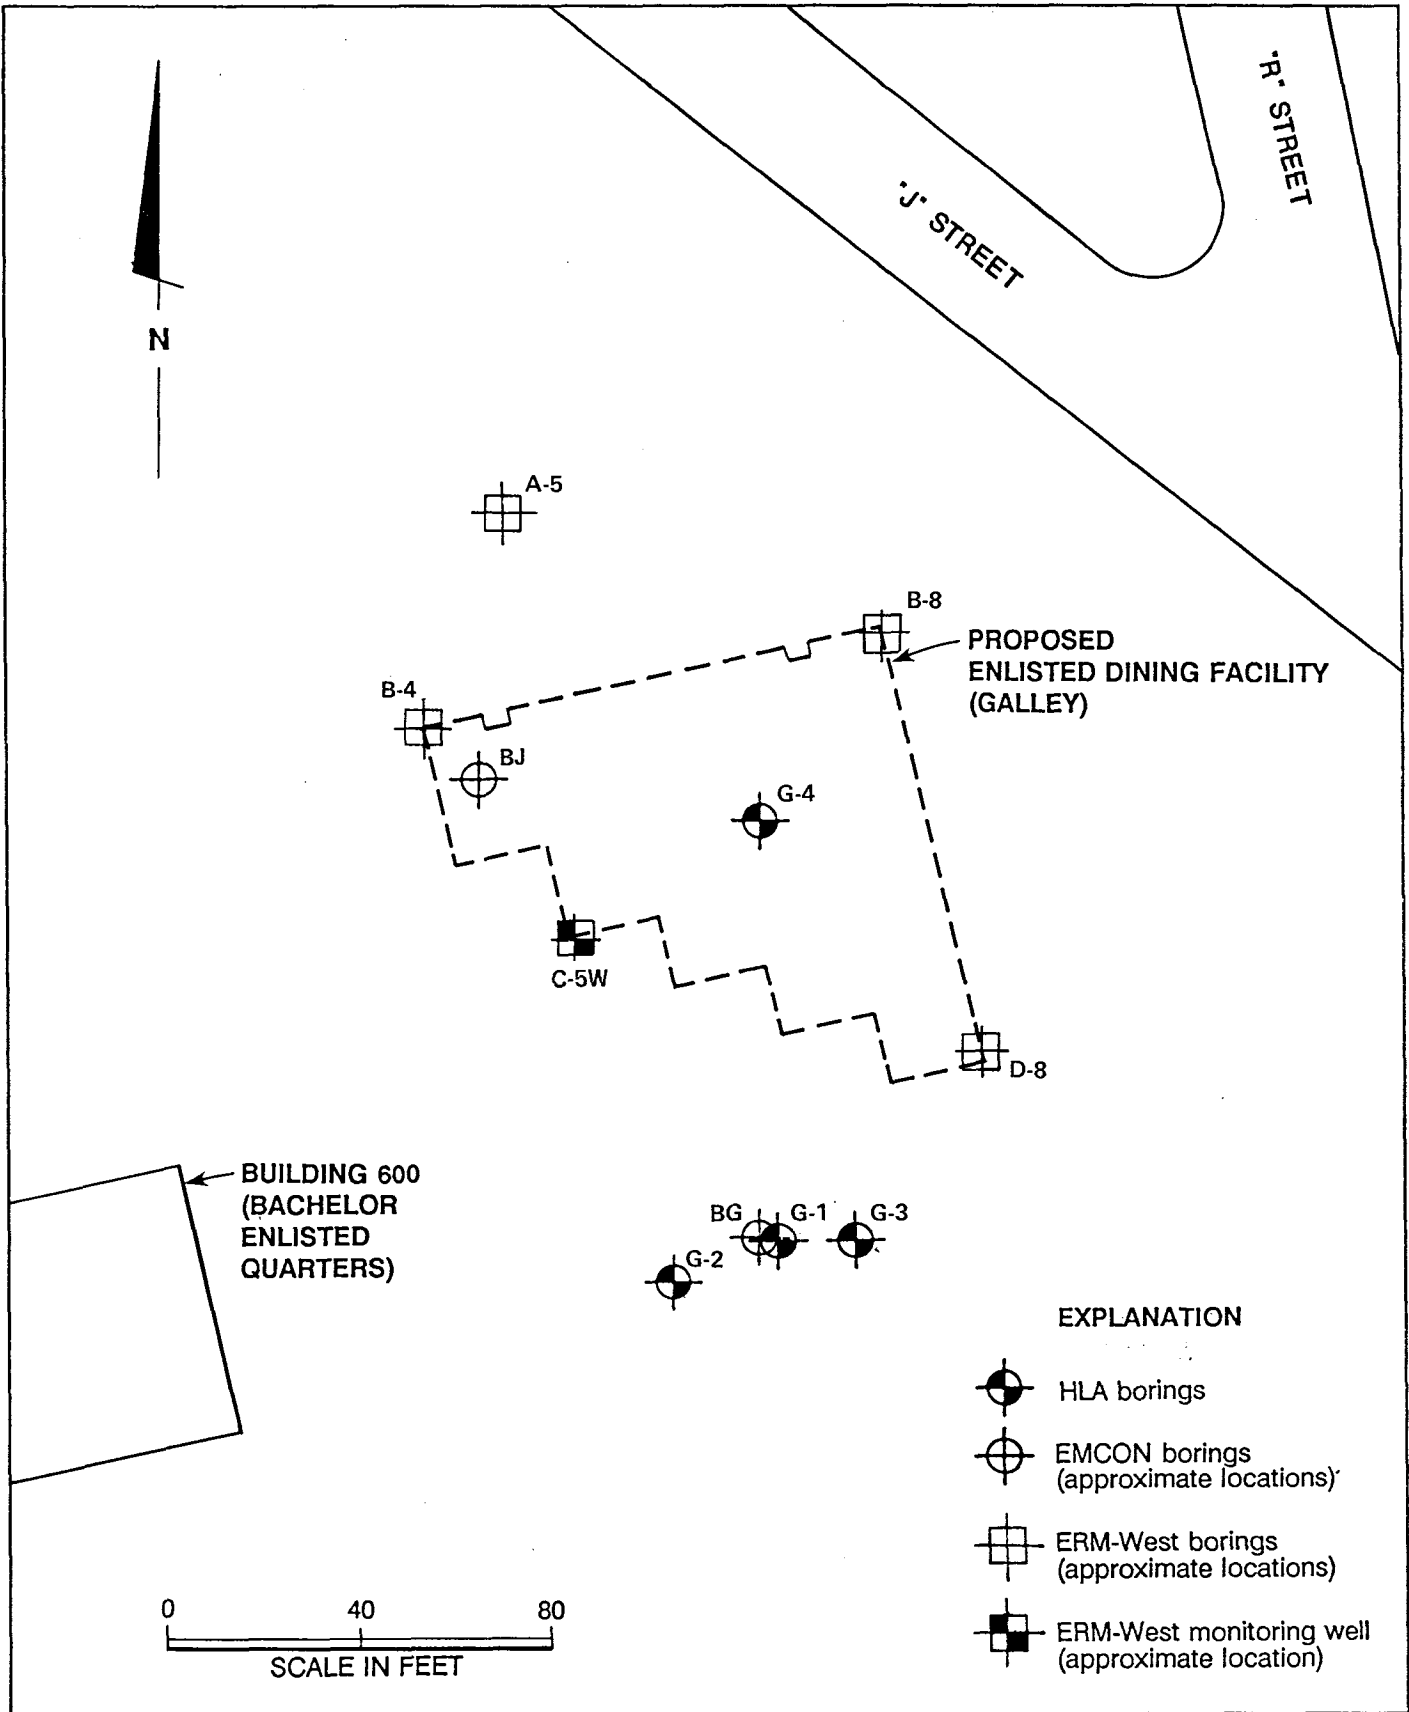 "R" STREET
"J" STREET
N
A-5
B-8
PROPOSED
ENLISTED DINING FACILITY
(GALLEY)
B-4
BJ
G-4
C-5W
D-8
BUILDING 600
(BACHELOR
ENLISTED
QUARTERS)
BG
G-1
G-3
G-2
EXPLANATION
HLA borings
EMCON borings
(approximate locations)
ERM-West borings
(approximate locations)
ERM-West monitoring well
(approximate location)
0 40 80
SCALE IN FEET